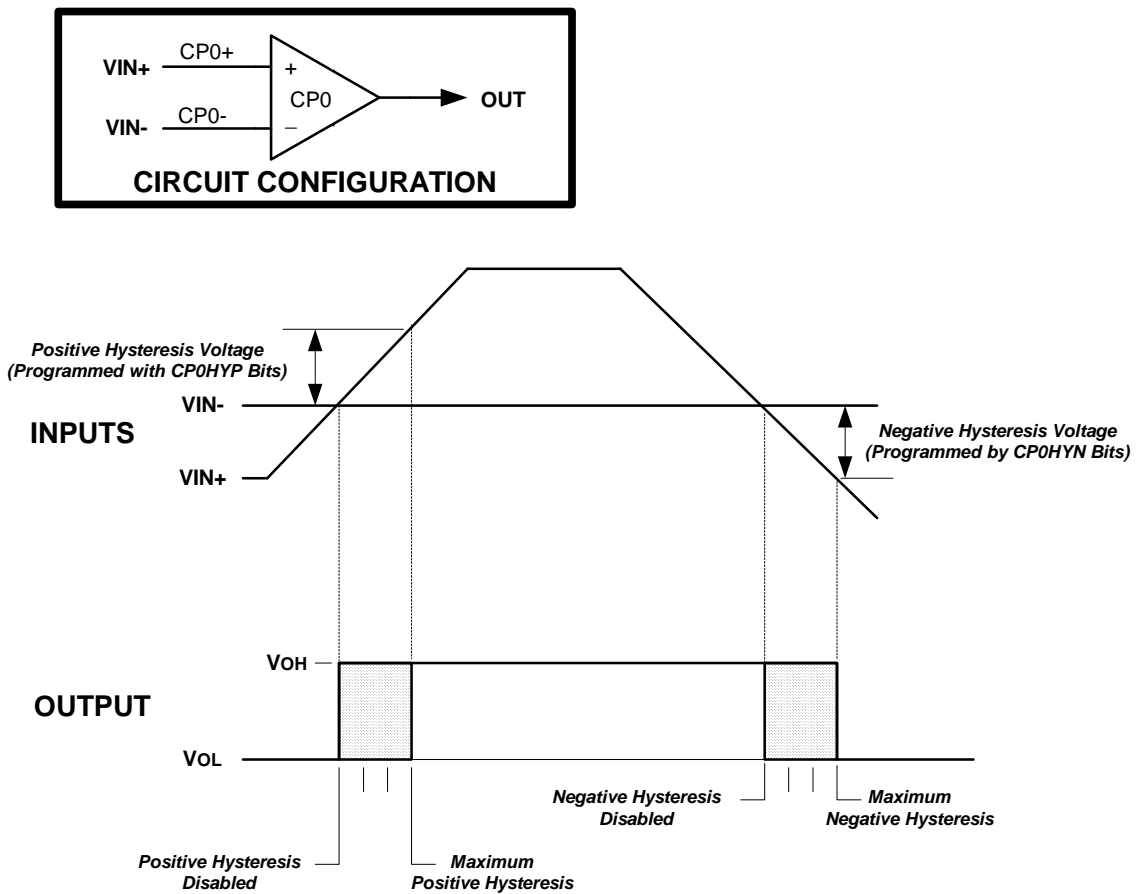 CP0+
VIN+
+
CP0
OUT
VIN-
CP0-
–
CIRCUIT CONFIGURATION
Positive Hysteresis Voltage
(Programmed with CP0HYP Bits)
VIN-
INPUTS
Negative Hysteresis Voltage
(Programmed by CP0HYN Bits)
VIN+
VOH
OUTPUT
VOL
Negative Hysteresis
Disabled
Maximum
Negative Hysteresis
Positive Hysteresis
Disabled
Maximum
Positive Hysteresis